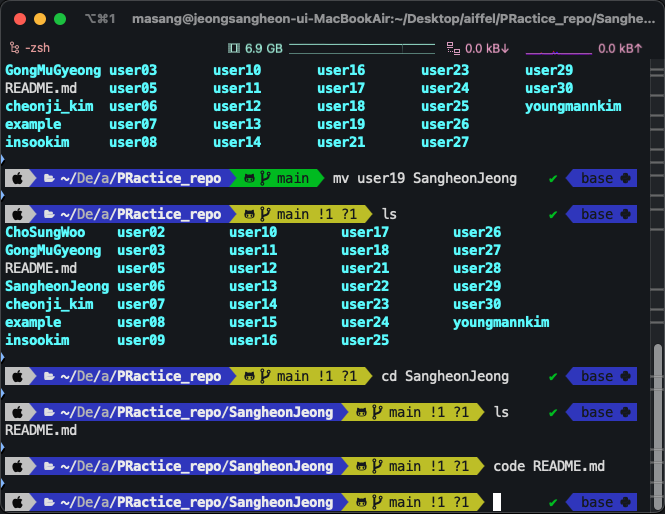 ⌥⌘1 masang@jeongsangheon-ui-MacBookAir:~/Desktop/aiffel/PRactice_repo/Sanghe...
-zsh 6.9 GB 0.0 kB↓ 0.0 kB↑
GongMuGyeong user03 user10 user16 user23 user29
README.md user05 user11 user17 user24 user30
cheonji_kim user06 user12 user18 user25 youngmannkim
example user07 user13 user19 user26
insookim user08 user14 user21 user27
~/De/a/PRactice_repo main mv user19 SangheonJeong ✔ base
~/De/a/PRactice_repo main !1 ?1 ls ✔ base
ChoSungWoo user02 user10 user17 user26
GongMuGyeong user03 user11 user18 user27
README.md user05 user12 user21 user28
SangheonJeong user06 user13 user22 user29
cheonji_kim user07 user14 user23 user30
example user08 user15 user24 youngmannkim
insookim user09 user16 user25
~/De/a/PRactice_repo main !1 ?1 cd SangheonJeong ✔ base
~/De/a/PRactice_repo/SangheonJeong main !1 ?1 ls ✔ base
README.md
~/De/a/PRactice_repo/SangheonJeong main !1 ?1 code README.md
~/De/a/PRactice_repo/SangheonJeong main !1 ?1 ✔ base